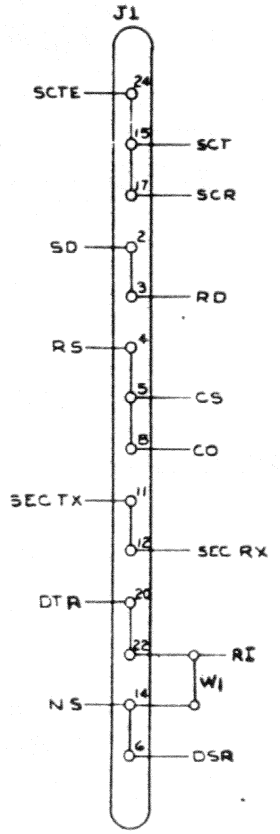 J1
24
SCTE
15
SCT
17
SCR
2
SD
3
RD
4
RS
5
CS
8
CO
11
SEC TX
12
SEC RX
20
DTR
22
RI
W1
14
NS
6
DSR